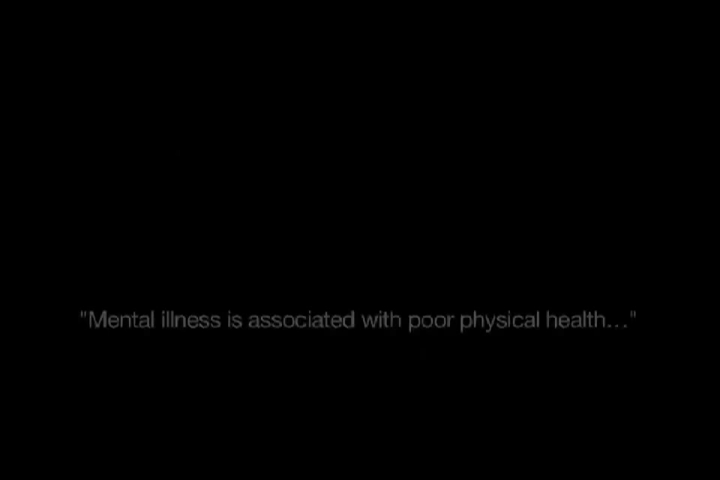 "Mental illness is associated with poor physical health..."